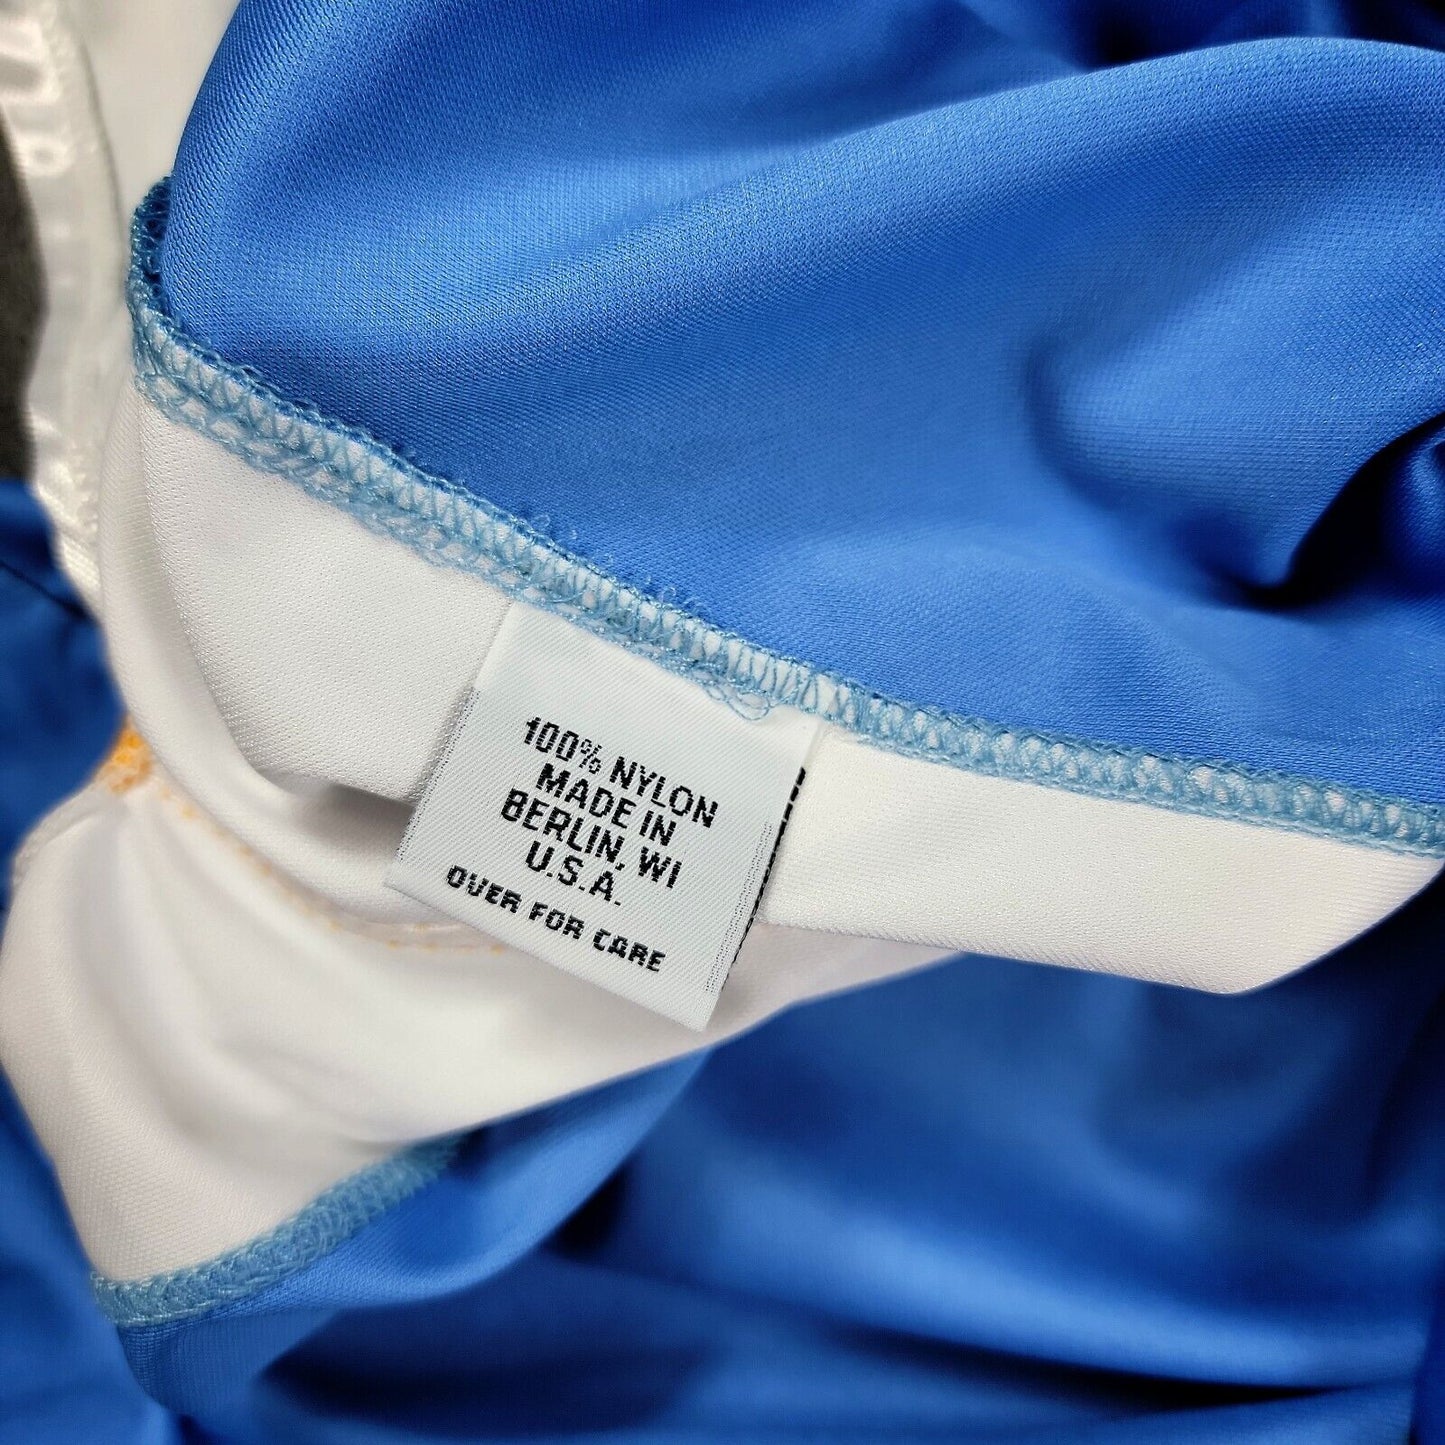 100% NYLON
MADE IN
BERLIN, WI
U.S.A.
OVER FOR CARE